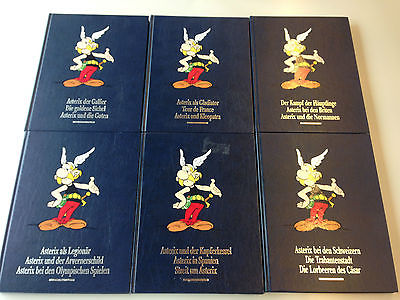 Asterix der Gallier
Die goldene Sichel
Asterix und die Goten
Asterix als Gladiator
Tour de France
Asterix und Kleopatra
Der Kampf der Häuptlinge
Asterix bei den Briten
Asterix und die Normannen
Asterix als Legionär
Asterix und der Arvernerschild
Asterix bei den Olympischen Spielen
Asterix und der Kupferkessel
Asterix in Spanien
Streit um Asterix
Asterix bei den Schweizern
Die Trabantenstadt
Die Lorbeeren des Cäsar